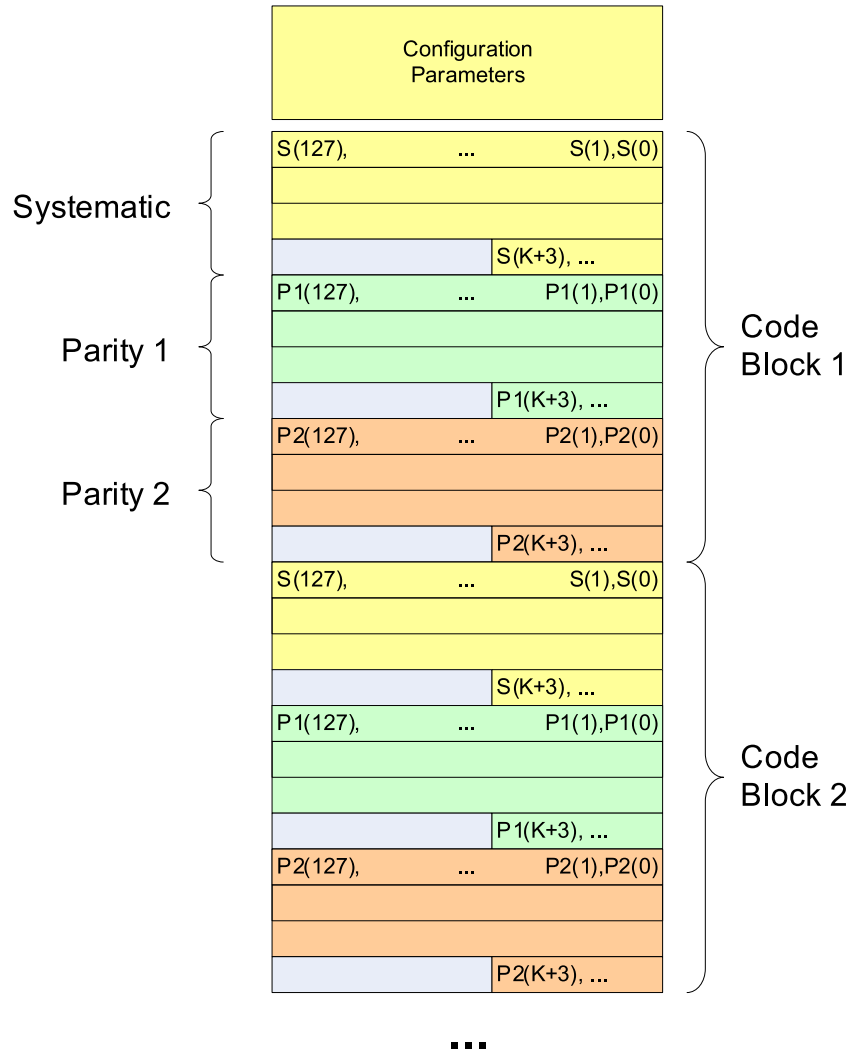 Configuration
Parameters
S(127), ... S(1),S(0)
Systematic
S(K+3), ...
P1(127), ... P1(1),P1(0)
Code
Block 1
Parity 1
P1(K+3), ...
P2(127), ... P2(1),P2(0)
Parity 2
P2(K+3), ...
S(127), ... S(1),S(0)
S(K+3), ...
P1(127), ... P1(1),P1(0)
Code
Block 2
P1(K+3), ...
P2(127), ... P2(1),P2(0)
P2(K+3), ...
...